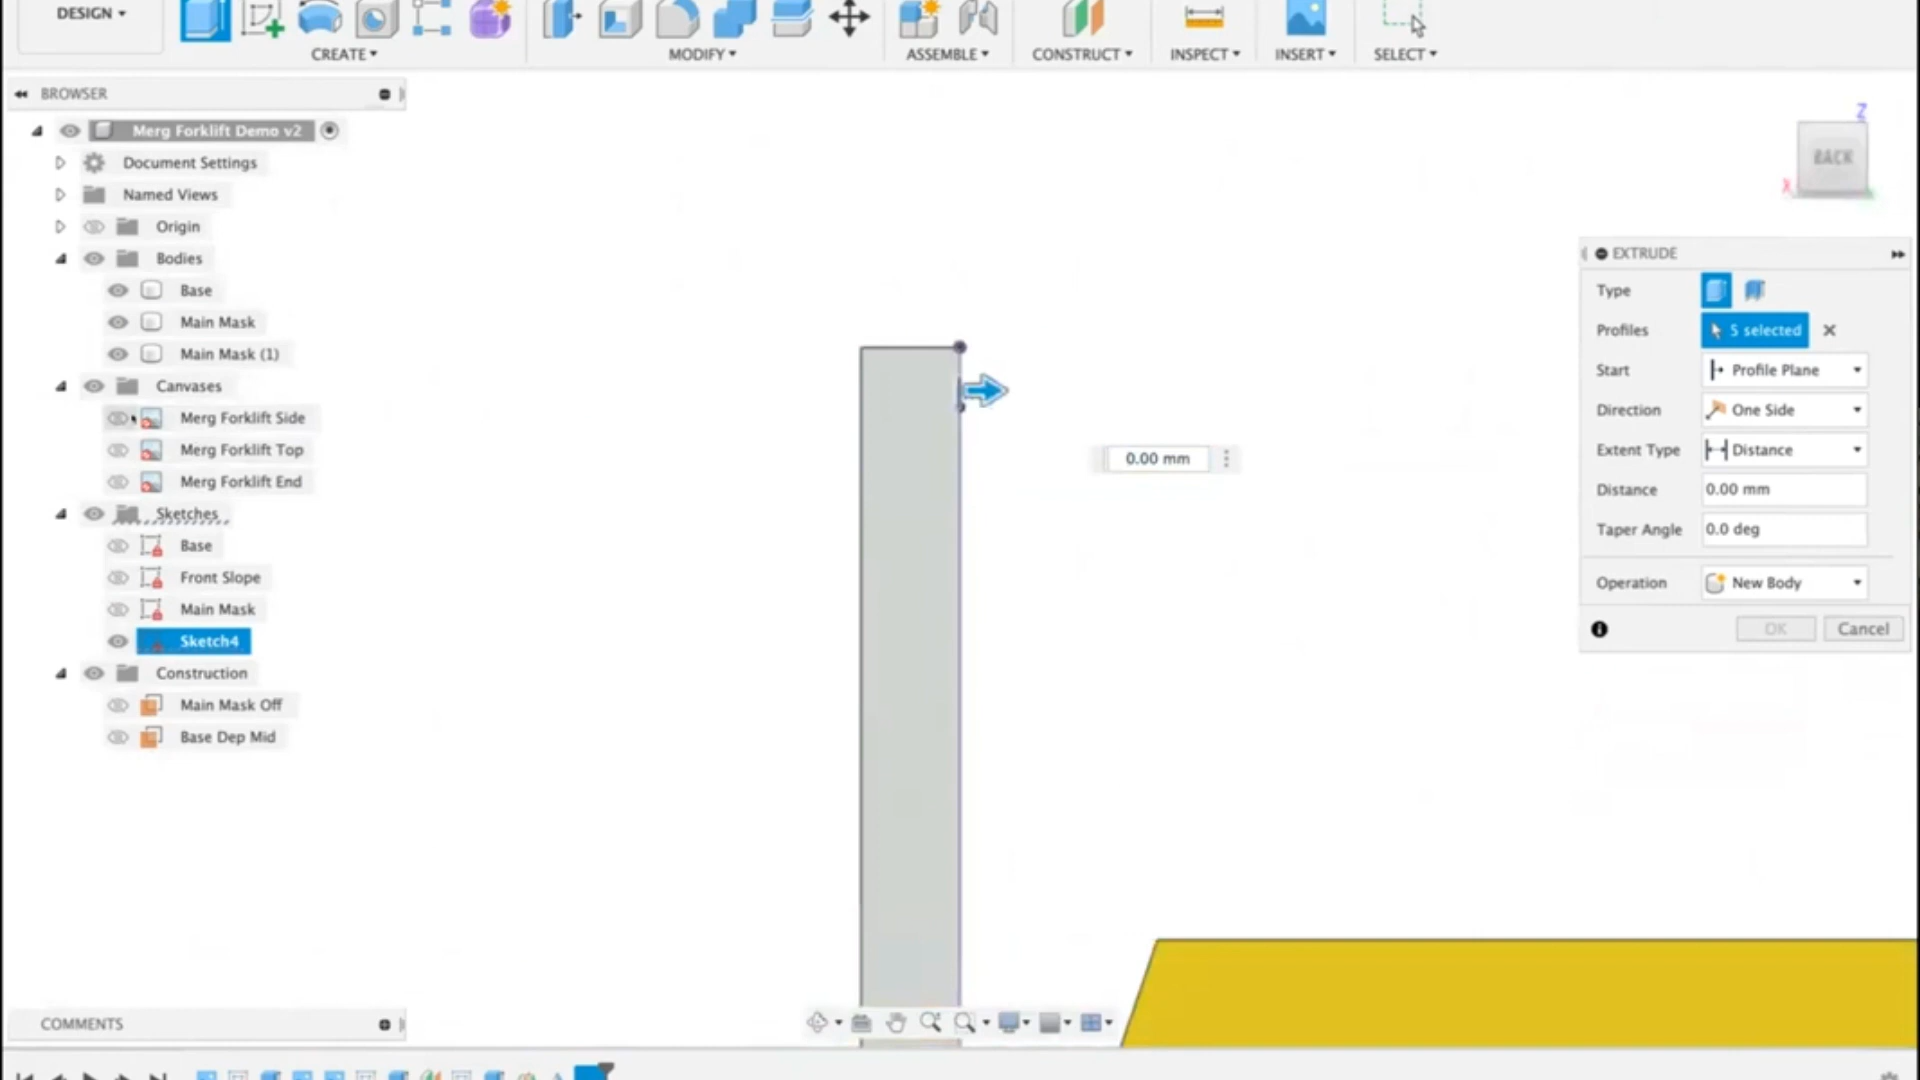 DESIGN
CREATE
MODIFY
ASSEMBLE
CONSTRUCT
INSPECT
INSERT
SELECT
BROWSER
Merg Forklift Demo v2
Document Settings
Named Views
Origin
Bodies
Base
Main Mask
Main Mask (1)
Canvases
Merg Forklift Side
Merg Forklift Top
Merg Forklift End
Sketches
Base
Front Slope
Main Mask
Sketch4
Construction
Main Mask Off
Base Dep Mid
COMMENTS
0.00 mm
Z
BACK
X
EXTRUDE
Type
Profiles 5 selected
Start Profile Plane
Direction One Side
Extent Type Distance
Distance 0.00 mm
Taper Angle 0.0 deg
Operation New Body
OK Cancel